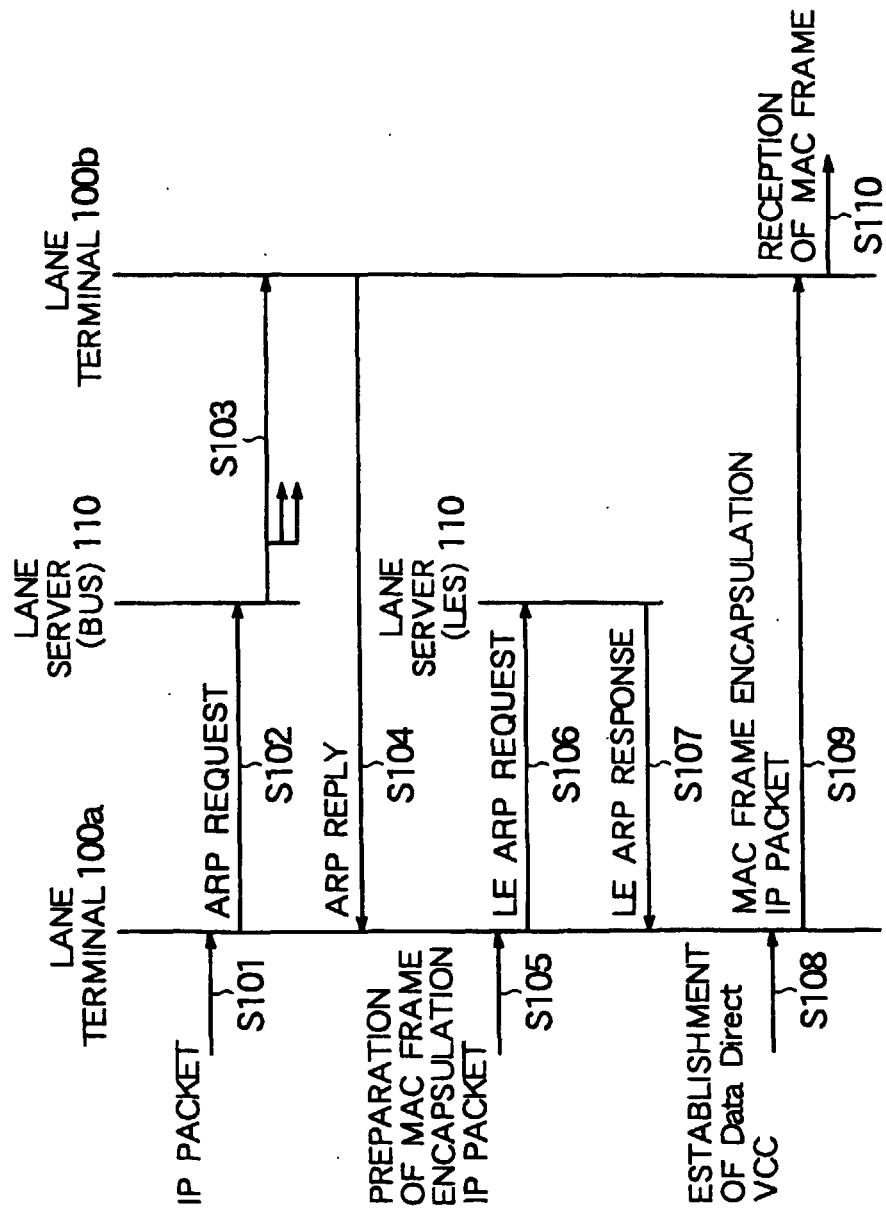 LANE
TERMINAL 100a
LANE
SERVER
(BUS) 110
LANE
TERMINAL 100b
IP PACKET
S101
ARP REQUEST
S102
S103
ARP REPLY
S104
PREPARATION
OF MAC FRAME
ENCAPSULATION
IP PACKET
S105
LANE
SERVER
(LES) 110
LE ARP REQUEST
S106
LE ARP RESPONSE
S107
ESTABLISHMENT
OF Data Direct
VCC
S108
MAC FRAME ENCAPSULATION
IP PACKET
S109
RECEPTION
OF MAC FRAME
S110